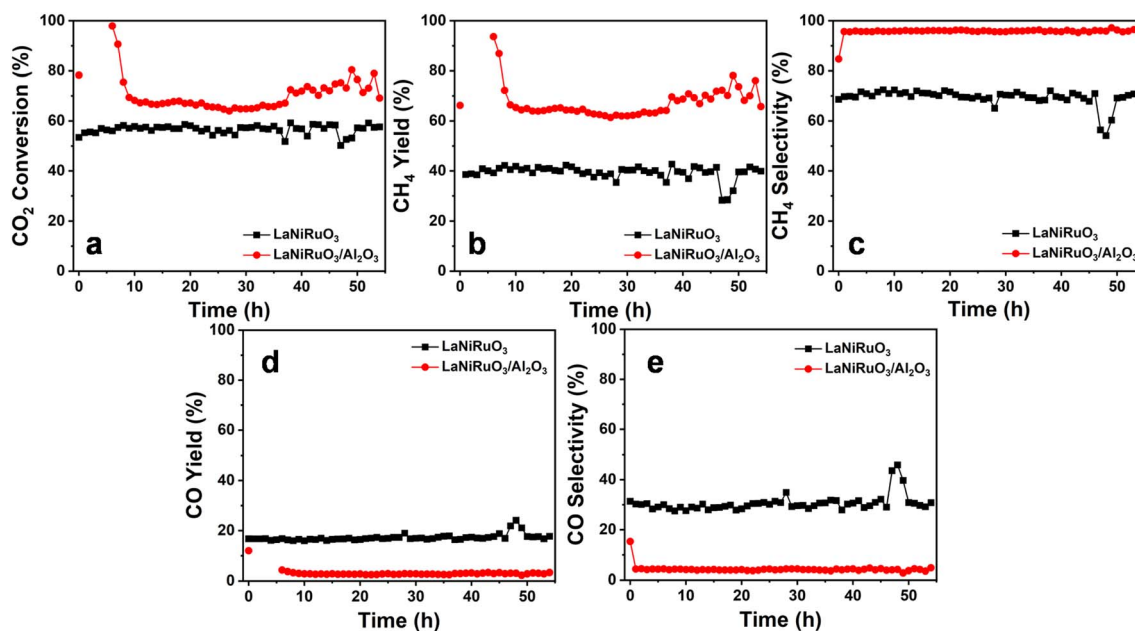 100
80
60
40
20
0
CO₂ Conversion (%)
a
LaNiRuO₃
LaNiRuO₃/Al₂O₃
0 10 20 30 40 50
Time (h)
100
80
60
40
20
0
CH₄ Yield (%)
b
LaNiRuO₃
LaNiRuO₃/Al₂O₃
0 10 20 30 40 50
Time (h)
100
80
60
40
20
0
CH₄ Selectivity (%)
c
LaNiRuO₃
LaNiRuO₃/Al₂O₃
0 10 20 30 40 50
Time (h)
100
80
60
40
20
0
CO Yield (%)
d
LaNiRuO₃
LaNiRuO₃/Al₂O₃
0 10 20 30 40 50
Time (h)
100
80
60
40
20
0
CO Selectivity (%)
e
LaNiRuO₃
LaNiRuO₃/Al₂O₃
0 10 20 30 40 50
Time (h)